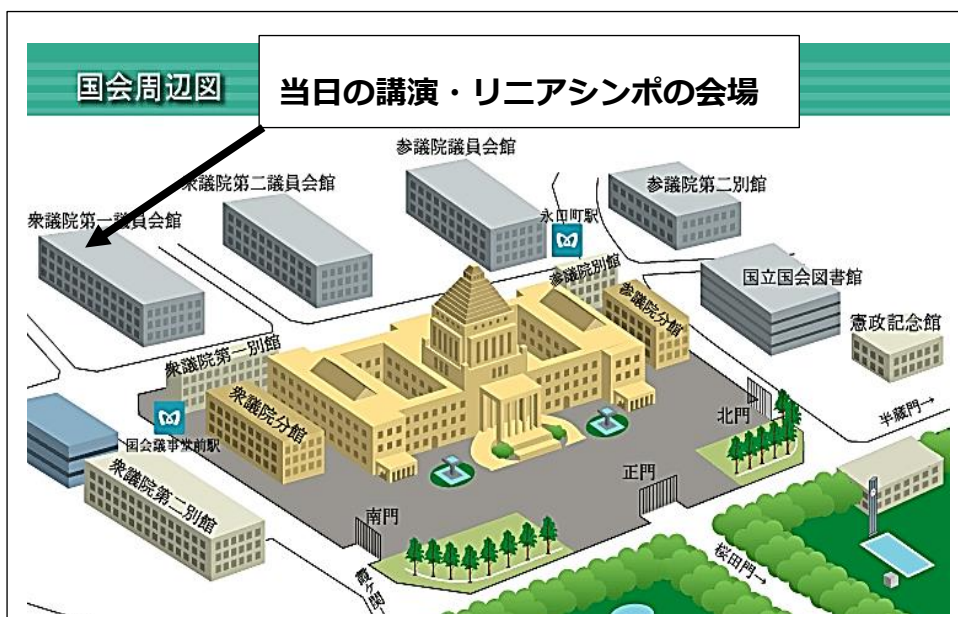 国会周辺図
当日の講演・リニアシンポの会場
参議院議員会館
衆議院第二議員会館
参議院第二別館
衆議院第一議員会館
永田町駅
参議院別館
国立国会図書館
参議院分館
憲政記念館
衆議院第一別館
衆議院分館
北門
半蔵門→
国会議事堂前駅
衆議院第二別館
正門
南門
桜田門→
霞ヶ関→